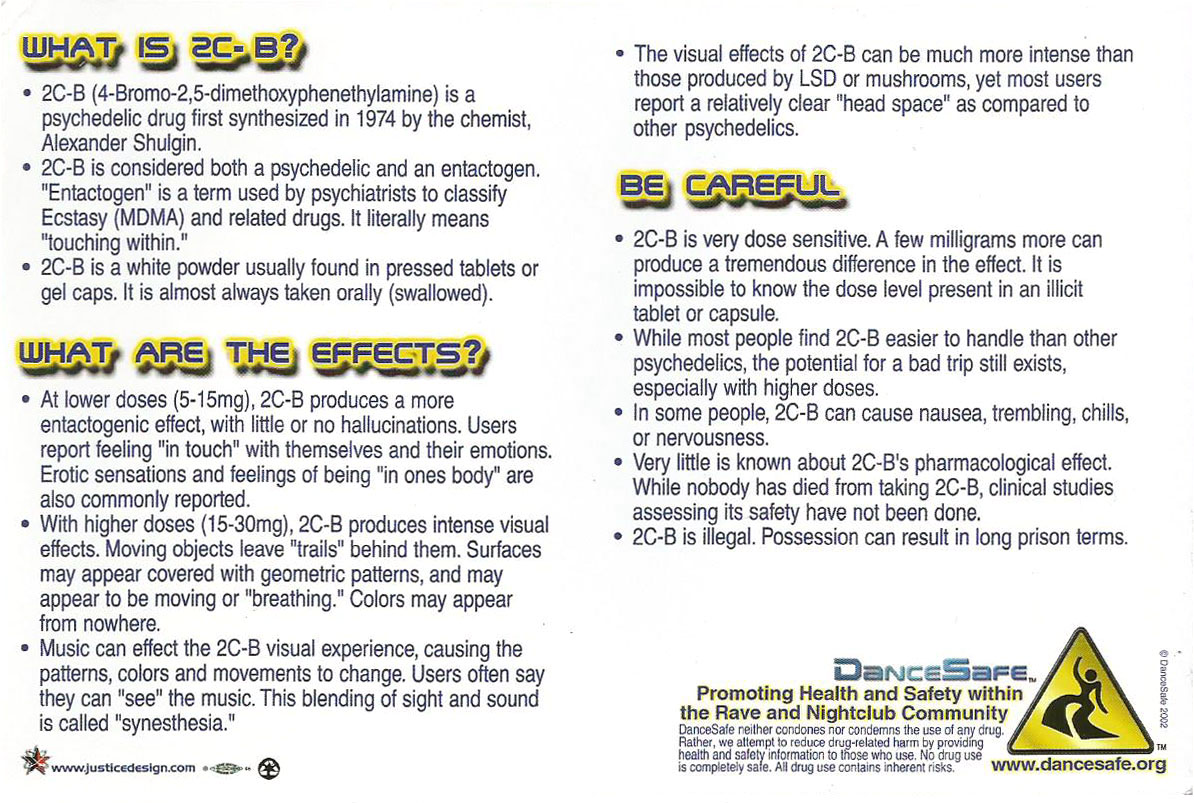 WHAT IS 2C-B?
• 2C-B (4-Bromo-2,5-dimethoxyphenethylamine) is a
psychedelic drug first synthesized in 1974 by the chemist,
Alexander Shulgin.
• 2C-B is considered both a psychedelic and an entactogen.
"Entactogen" is a term used by psychiatrists to classify
Ecstasy (MDMA) and related drugs. It literally means
"touching within."
• 2C-B is a white powder usually found in pressed tablets or
gel caps. It is almost always taken orally (swallowed).
WHAT ARE THE EFFECTS?
• At lower doses (5-15mg), 2C-B produces a more
entactogenic effect, with little or no hallucinations. Users
report feeling "in touch" with themselves and their emotions.
Erotic sensations and feelings of being "in ones body" are
also commonly reported.
• With higher doses (15-30mg), 2C-B produces intense visual
effects. Moving objects leave "trails" behind them. Surfaces
may appear covered with geometric patterns, and may
appear to be moving or "breathing." Colors may appear
from nowhere.
• Music can effect the 2C-B visual experience, causing the
patterns, colors and movements to change. Users often say
they can "see" the music. This blending of sight and sound
is called "synesthesia."
www.justicedesign.com
• The visual effects of 2C-B can be much more intense than
those produced by LSD or mushrooms, yet most users
report a relatively clear "head space" as compared to
other psychedelics.
BE CAREFUL
• 2C-B is very dose sensitive. A few milligrams more can
produce a tremendous difference in the effect. It is
impossible to know the dose level present in an illicit
tablet or capsule.
• While most people find 2C-B easier to handle than other
psychedelics, the potential for a bad trip still exists,
especially with higher doses.
• In some people, 2C-B can cause nausea, trembling, chills,
or nervousness.
• Very little is known about 2C-B's pharmacological effect.
While nobody has died from taking 2C-B, clinical studies
assessing its safety have not been done.
• 2C-B is illegal. Possession can result in long prison terms.
DANCESAFE™
Promoting Health and Safety within
the Rave and Nightclub Community
DanceSafe neither condones nor condemns the use of any drug.
Rather, we attempt to reduce drug-related harm by providing
health and safety information to those who use. No drug use
is completely safe. All drug use contains inherent risks.
™
www.dancesafe.org
© DanceSafe 2002